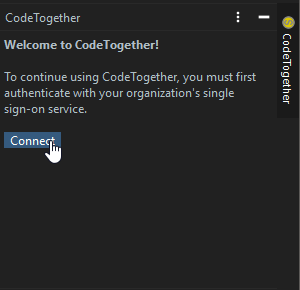 CodeTogether
Welcome to CodeTogether!
To continue using CodeTogether, you must first
authenticate with your organization's single
sign-on service.
Connect
CodeTogether